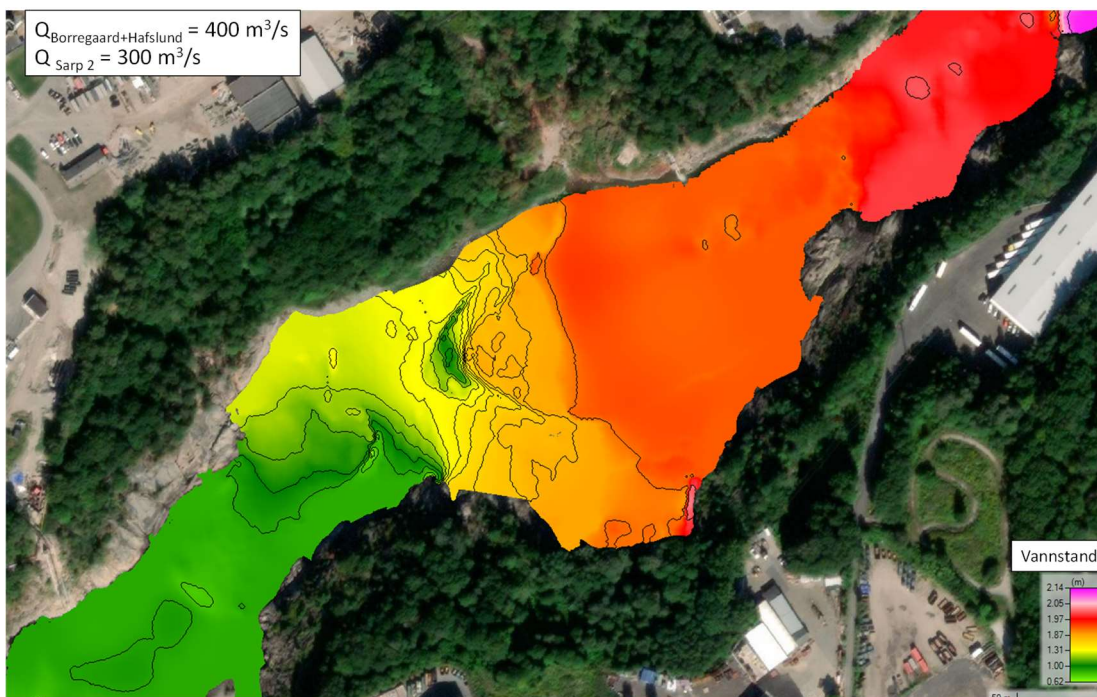 Q Borregaard+Hafslund = 400 m³/s
Q Sarp 2 = 300 m³/s
Vannstand
(m)
2.14
2.05
1.97
1.87
1.31
1.00
0.62